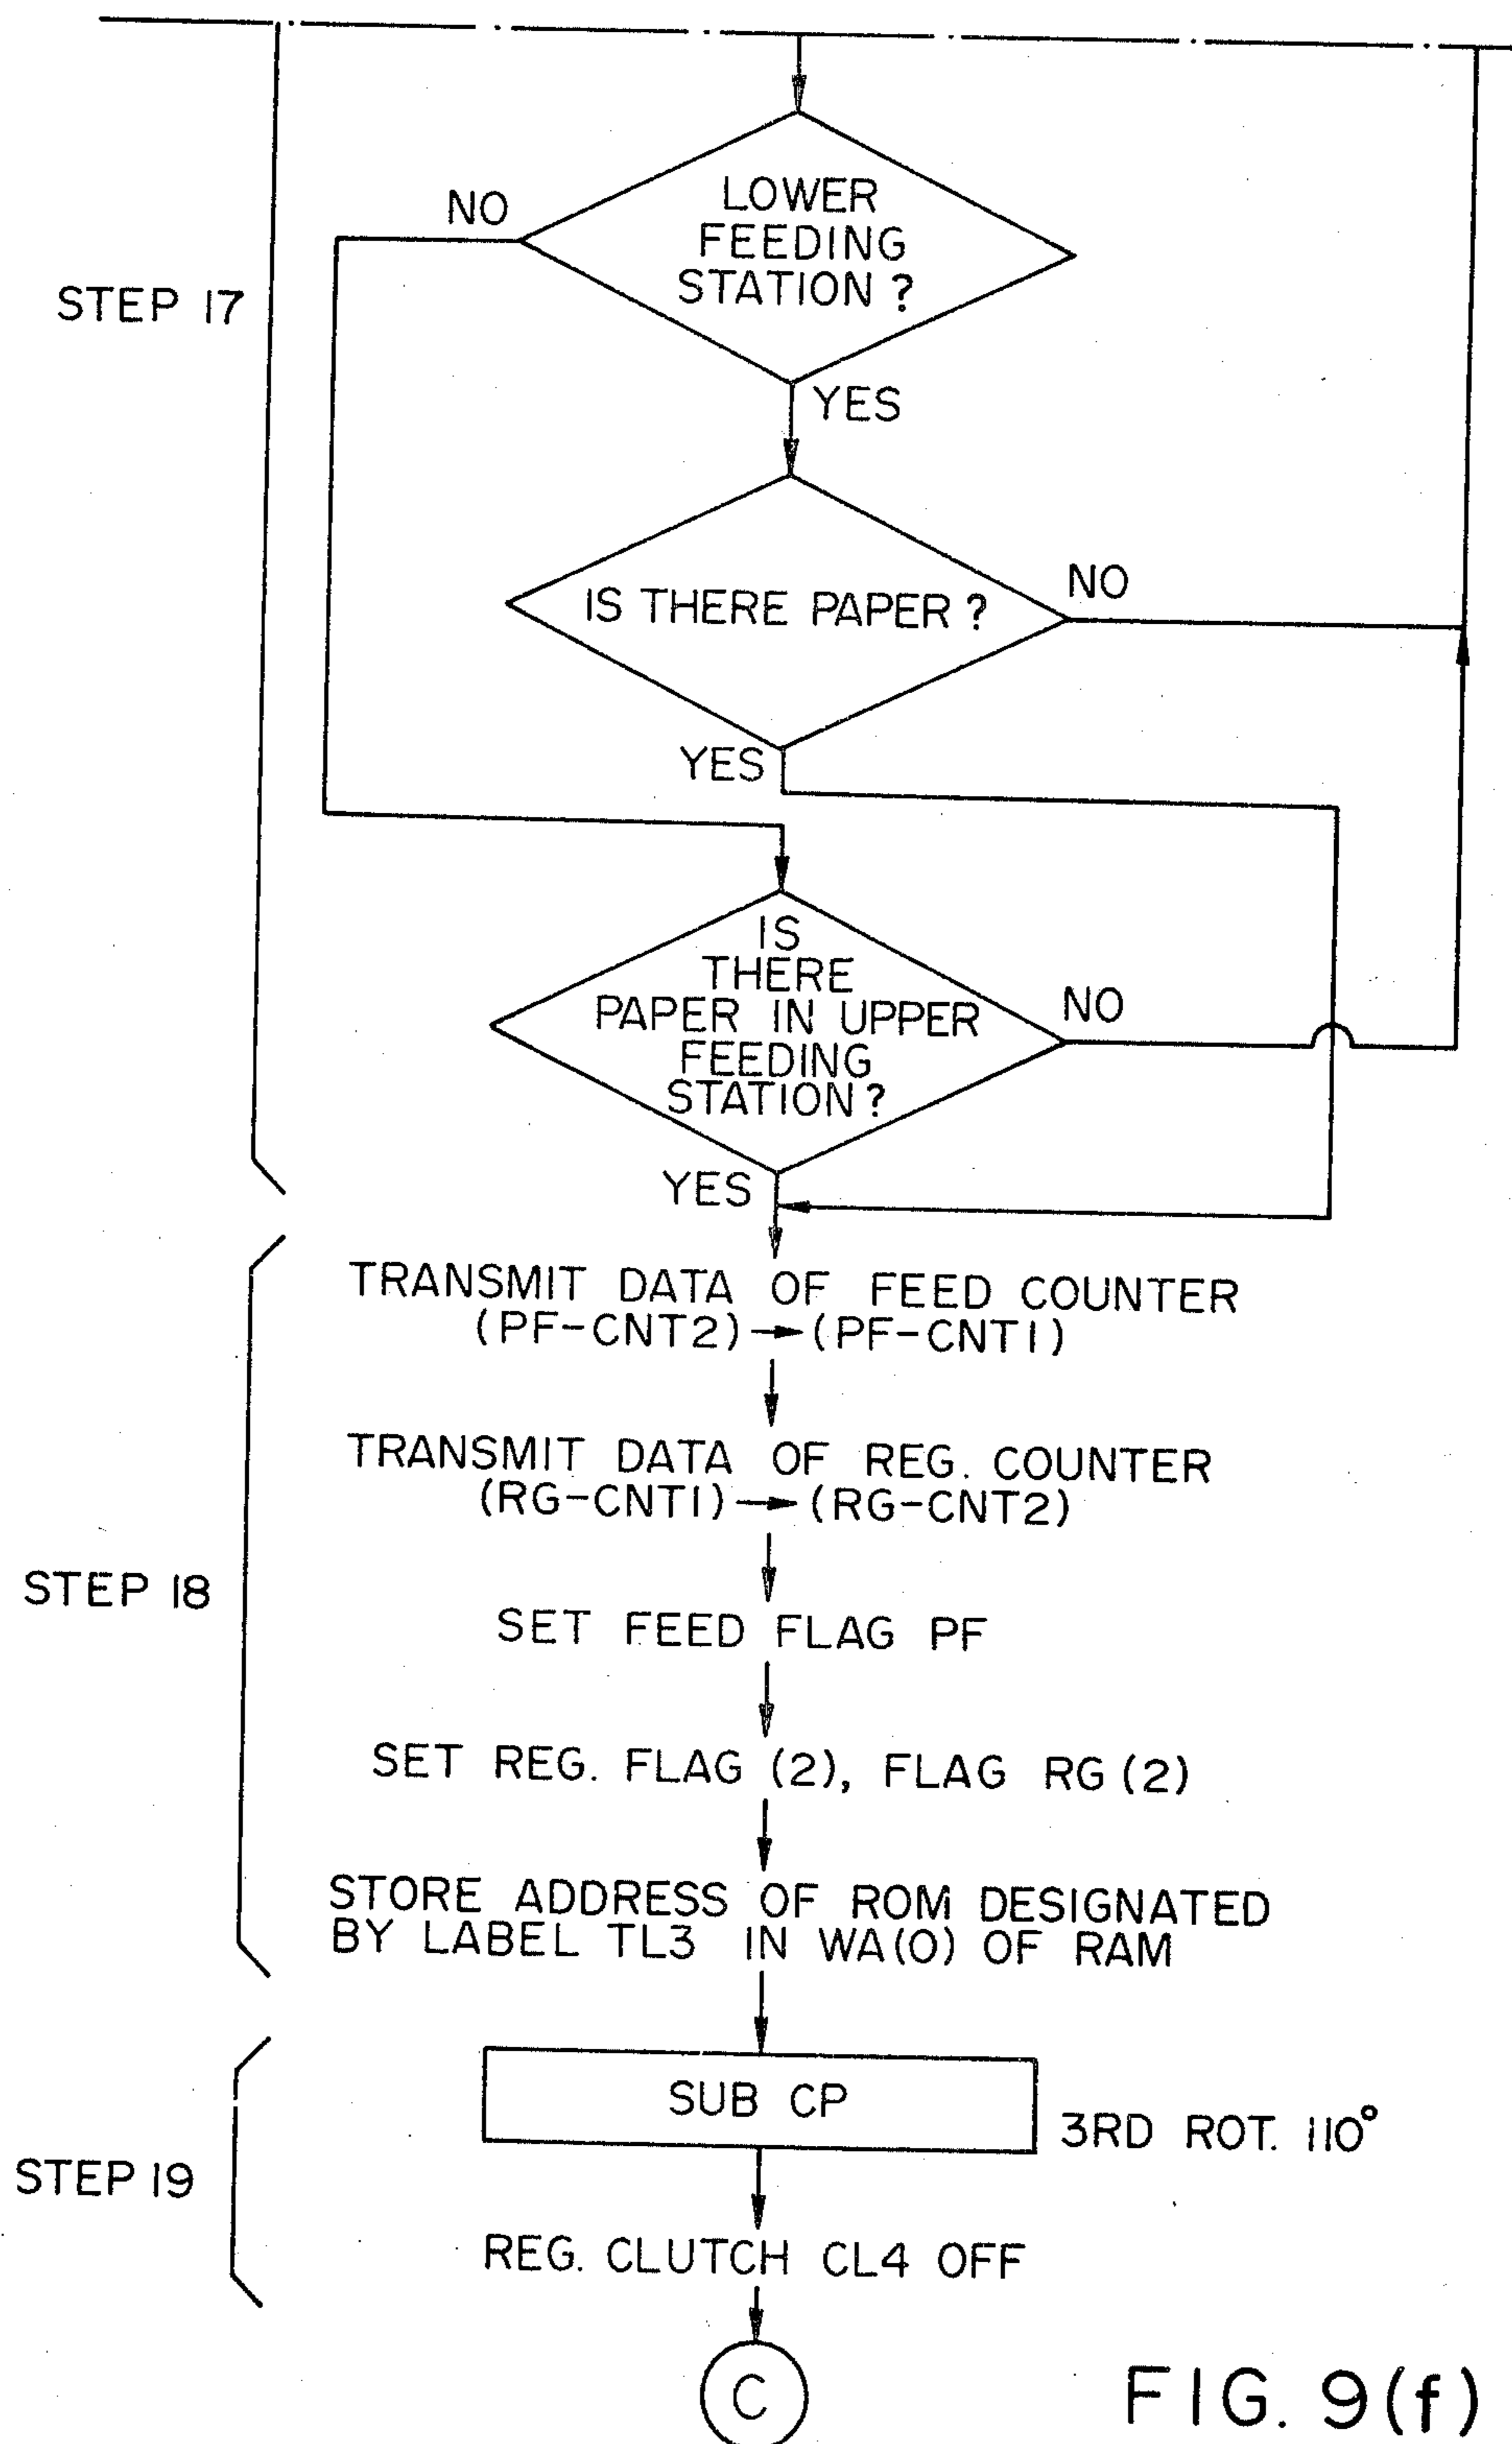 NO
LOWER
FEEDING
STATION ?
STEP 17
YES
IS THERE PAPER ?
NO
YES
IS
THERE
PAPER IN UPPER
FEEDING
STATION ?
NO
YES
TRANSMIT DATA OF FEED COUNTER
(PF-CNT2) → (PF-CNT1)
TRANSMIT DATA OF REG. COUNTER
(RG-CNT1) → (RG-CNT2)
STEP 18
SET FEED FLAG PF
SET REG. FLAG (2), FLAG RG (2)
STORE ADDRESS OF ROM DESIGNATED
BY LABEL TL3 IN WA(0) OF RAM
SUB CP
3RD ROT. 110°
STEP 19
REG. CLUTCH CL4 OFF
C
FIG. 9(f)